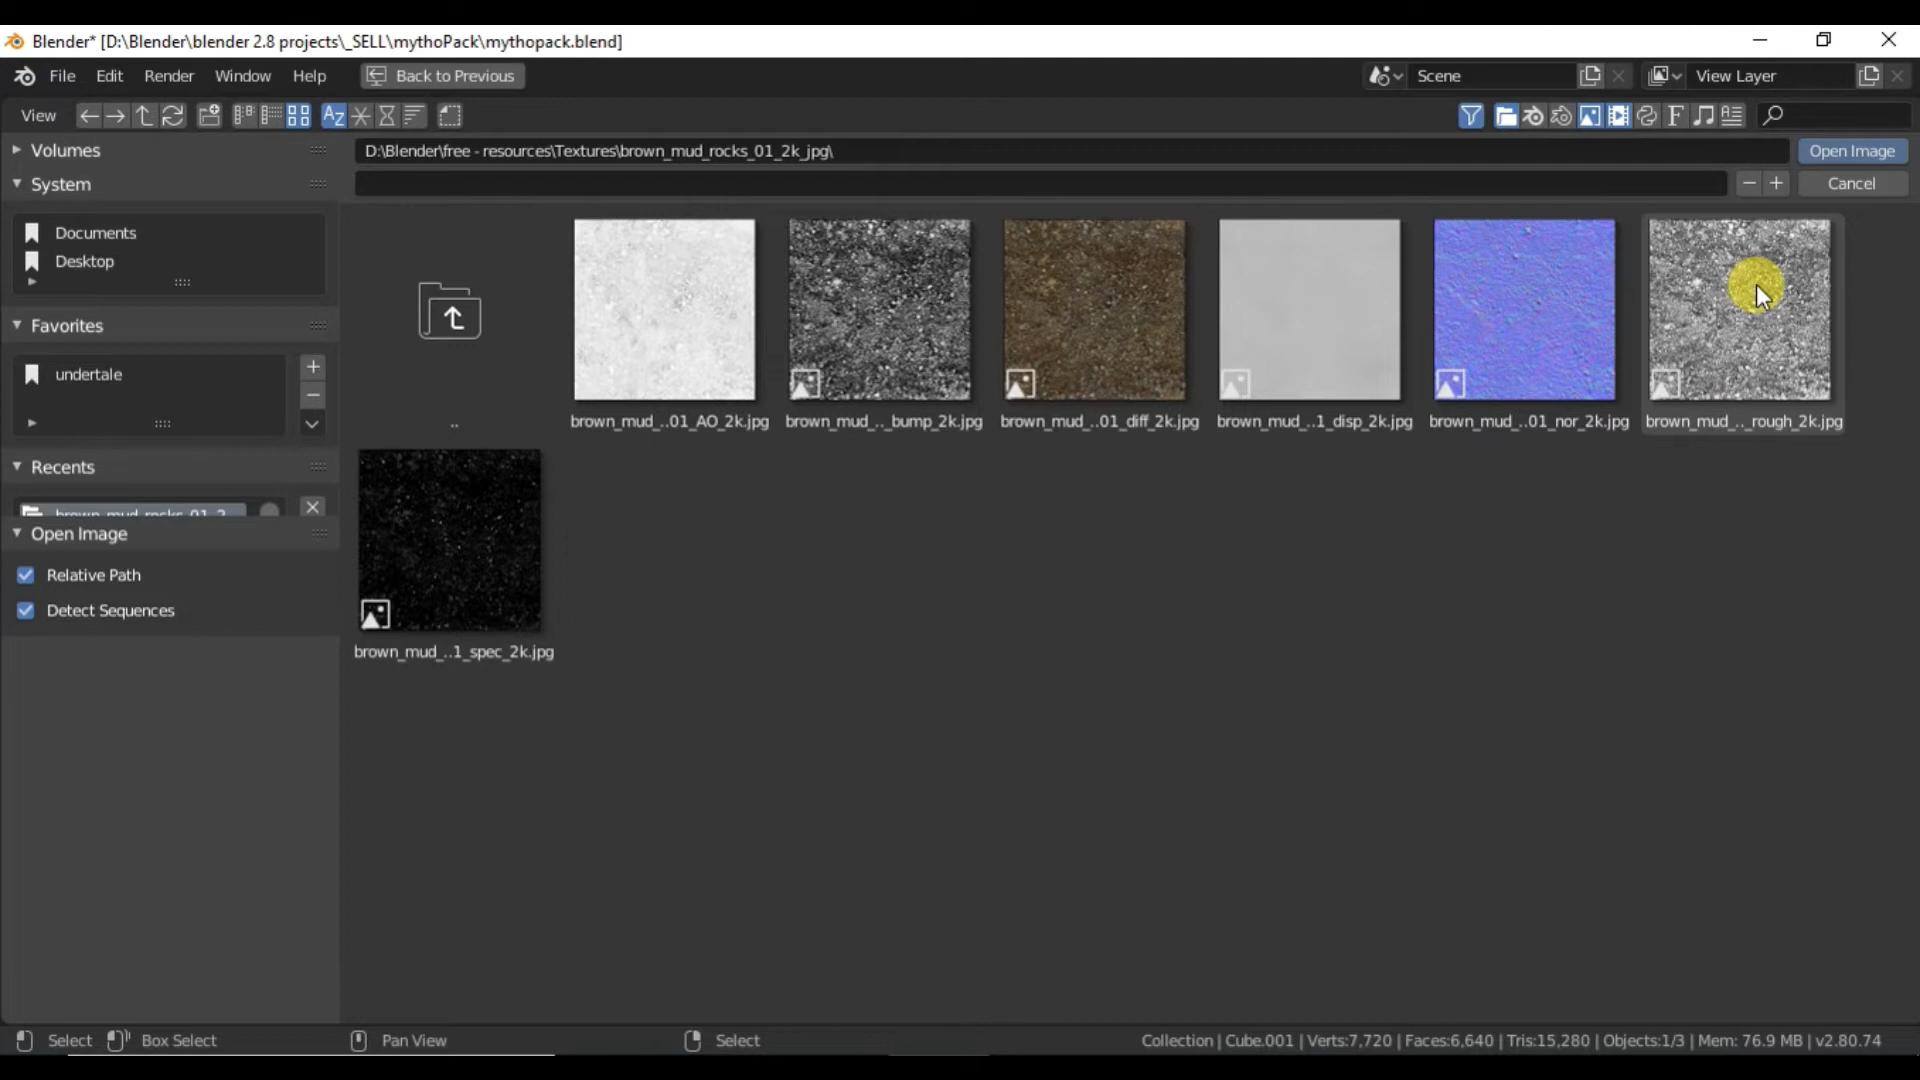 Blender* [D:\Blender\blender 2.8 projects\_SELL\mythoPack\mythopack.blend]
File Edit Render Window Help Back to Previous Scene View Layer
View
Volumes D:\Blender\free - resources\Textures\brown_mud_rocks_01_2k_jpg\ Open Image
System Cancel
Documents
Desktop
Favorites
undertale
brown_mud_..01_AO_2k.jpg brown_mud_.._bump_2k.jpg brown_mud_..01_diff_2k.jpg brown_mud_..1_disp_2k.jpg brown_mud_..01_nor_2k.jpg brown_mud_.._rough_2k.jpg
..
Recents
brown_mud_rocks_01_2...
Open Image
Relative Path
Detect Sequences
brown_mud_..1_spec_2k.jpg
Select Box Select Pan View Select Collection | Cube.001 | Verts:7,720 | Faces:6,640 | Tris:15,280 | Objects:1/3 | Mem: 76.9 MB | v2.80.74